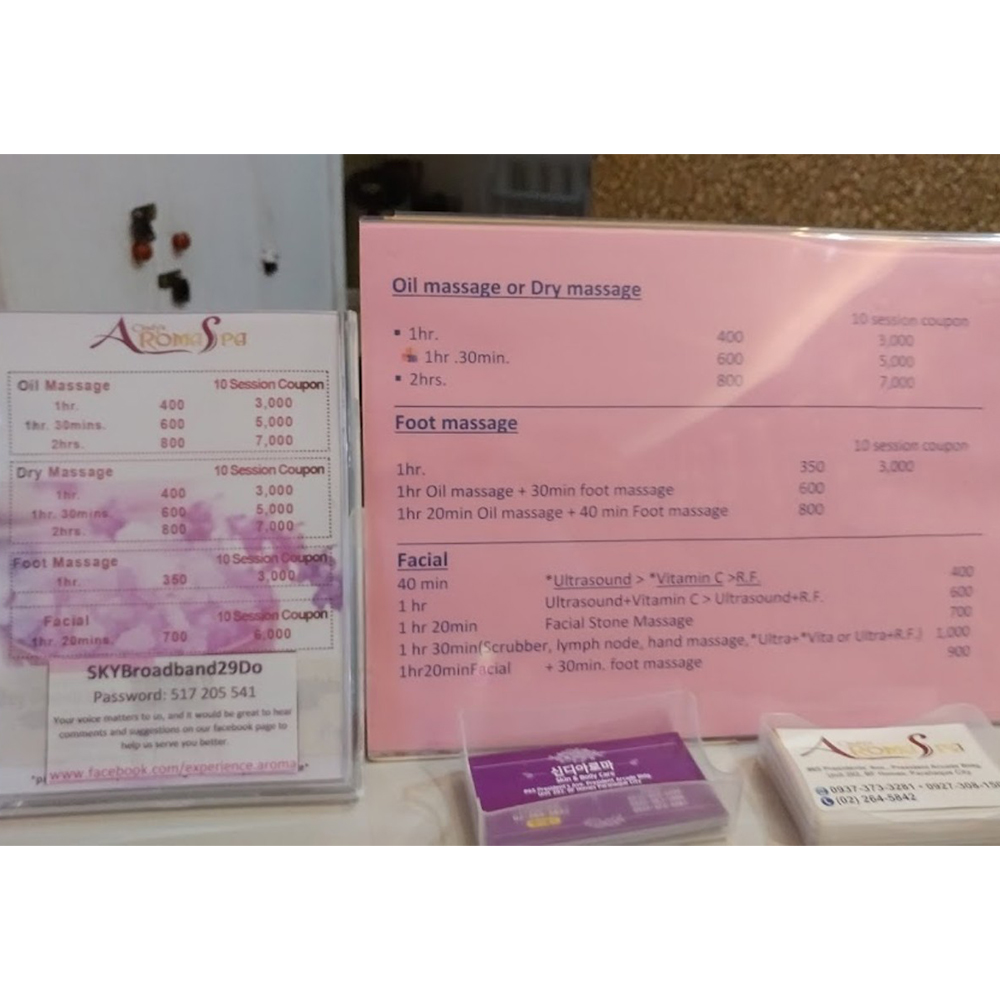 AROMASPA
Oil Massage 10 Session Coupon
1hr. 400 3,000
1hr. 30mins. 600 5,000
2hrs. 800 7,000
Dry Massage 10 Session Coupon
1hr. 400 3,000
1hr. 30mins 600 5,000
2hrs. 800 7,000
Foot Massage 10 Session Coupon
1hr. 350 3,000
Facial 10 Session Coupon
1hr. 20mins. 700 6,000
SKYBroadband29Do
Password: 517 205 541
Your voice matters to us, and it would be great to hear
comments and suggestions on our facebook page to
help us serve you better.
www.facebook.com/experience.aroma
Oil massage or Dry massage
10 session coupon
1hr. 400 3,000
1hr .30min. 600 5,000
2hrs. 800 7,000
Foot massage
10 session coupon
1hr. 350 3,000
1hr Oil massage + 30min foot massage 600
1hr 20min Oil massage + 40 min Foot massage 800
Facial
40 min *Ultrasound > *Vitamin C >R.F. 400
1 hr Ultrasound+Vitamin C > Ultrasound+R.F. 600
1 hr 20min Facial Stone Massage 700
1 hr 30min(Scrubber, lymph node, hand massage,*Ultra+*Vita or Ultra+R.F.) 1,000
1hr20minFacial + 30min. foot massage 900
신디아로마
Skin & Body Care
AROMASPA
0937-373-3281 • 0927-308-
(02) 264-5842